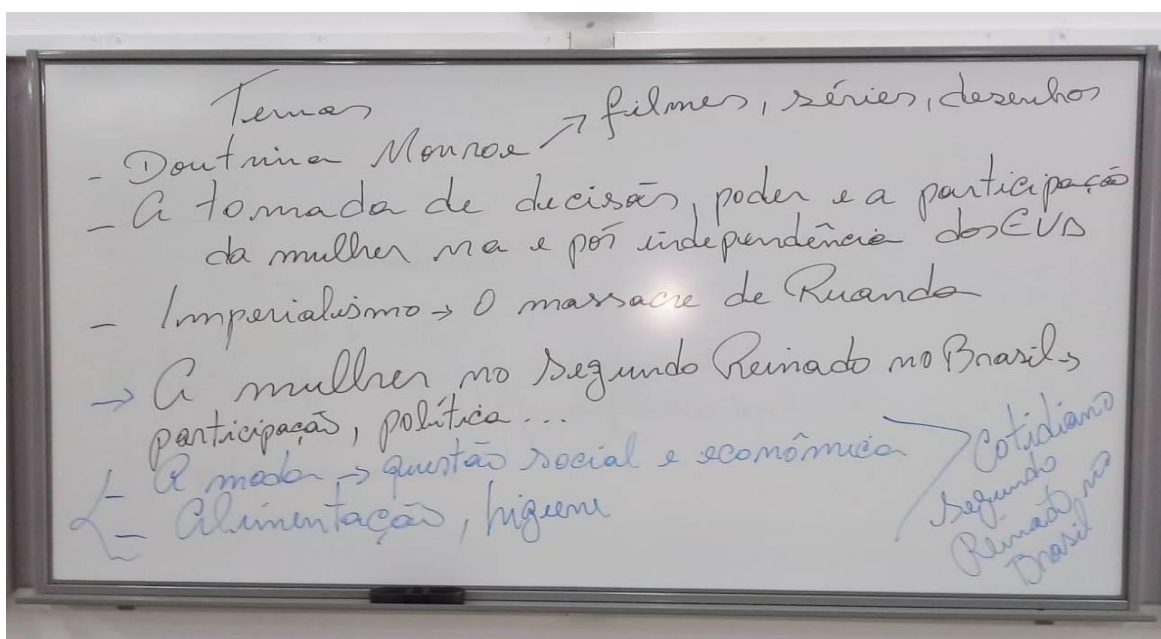 Temas
- Doutrina Monroe ↗ filmes, séries, desenhos
- A tomada de decisão, poder e a participação
da mulher na e pós independência dos EUA
- Imperialismo → O massacre de Ruanda
→ A mulher no Segundo Reinado no Brasil →
participação, política...
- A moda → questão social e econômica
- Alimentação, higiene
Cotidiano
Segundo
Reinado no
Brasil